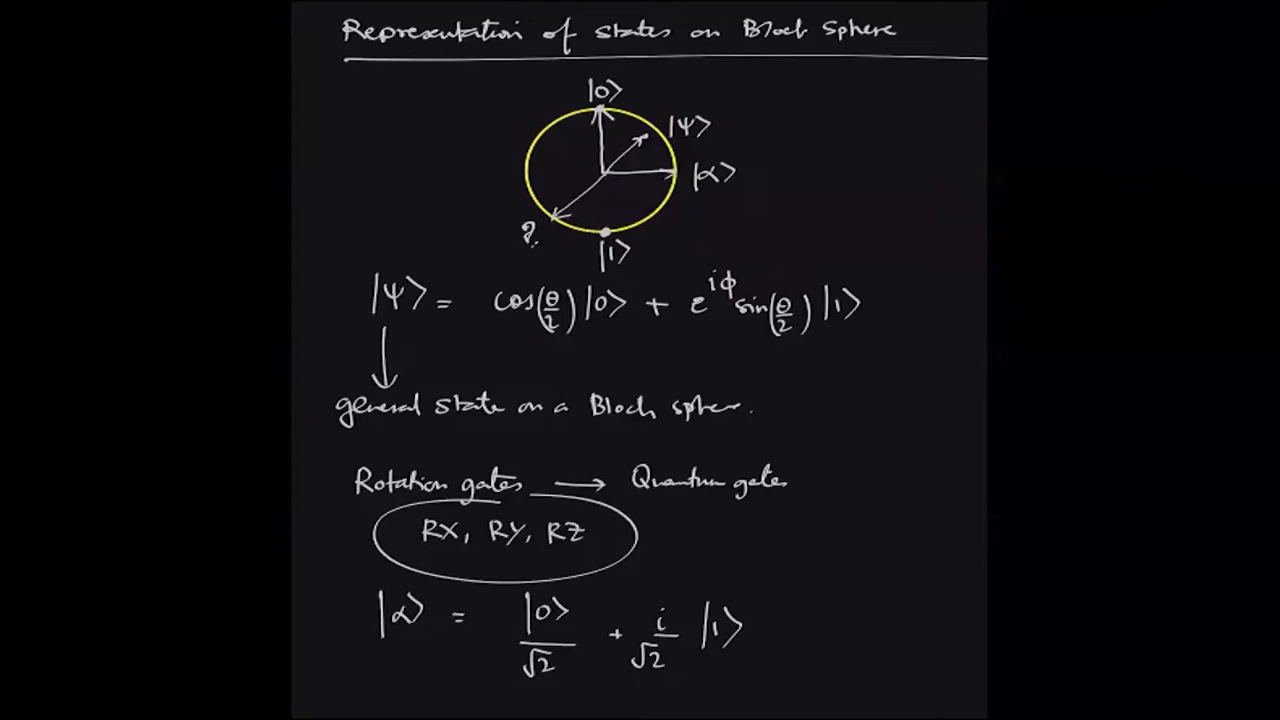 Representation of states on Bloch Sphere
|0>
|Ψ>
|α>
?
|1>
|Ψ> = cos(θ/2)|0> + e^{iϕ} sin(θ/2)|1>
general state on a Bloch sphere.
Rotation gates → Quantum gates
RX, RY, RZ
|α> = |0>/√2 + i/√2 |1>